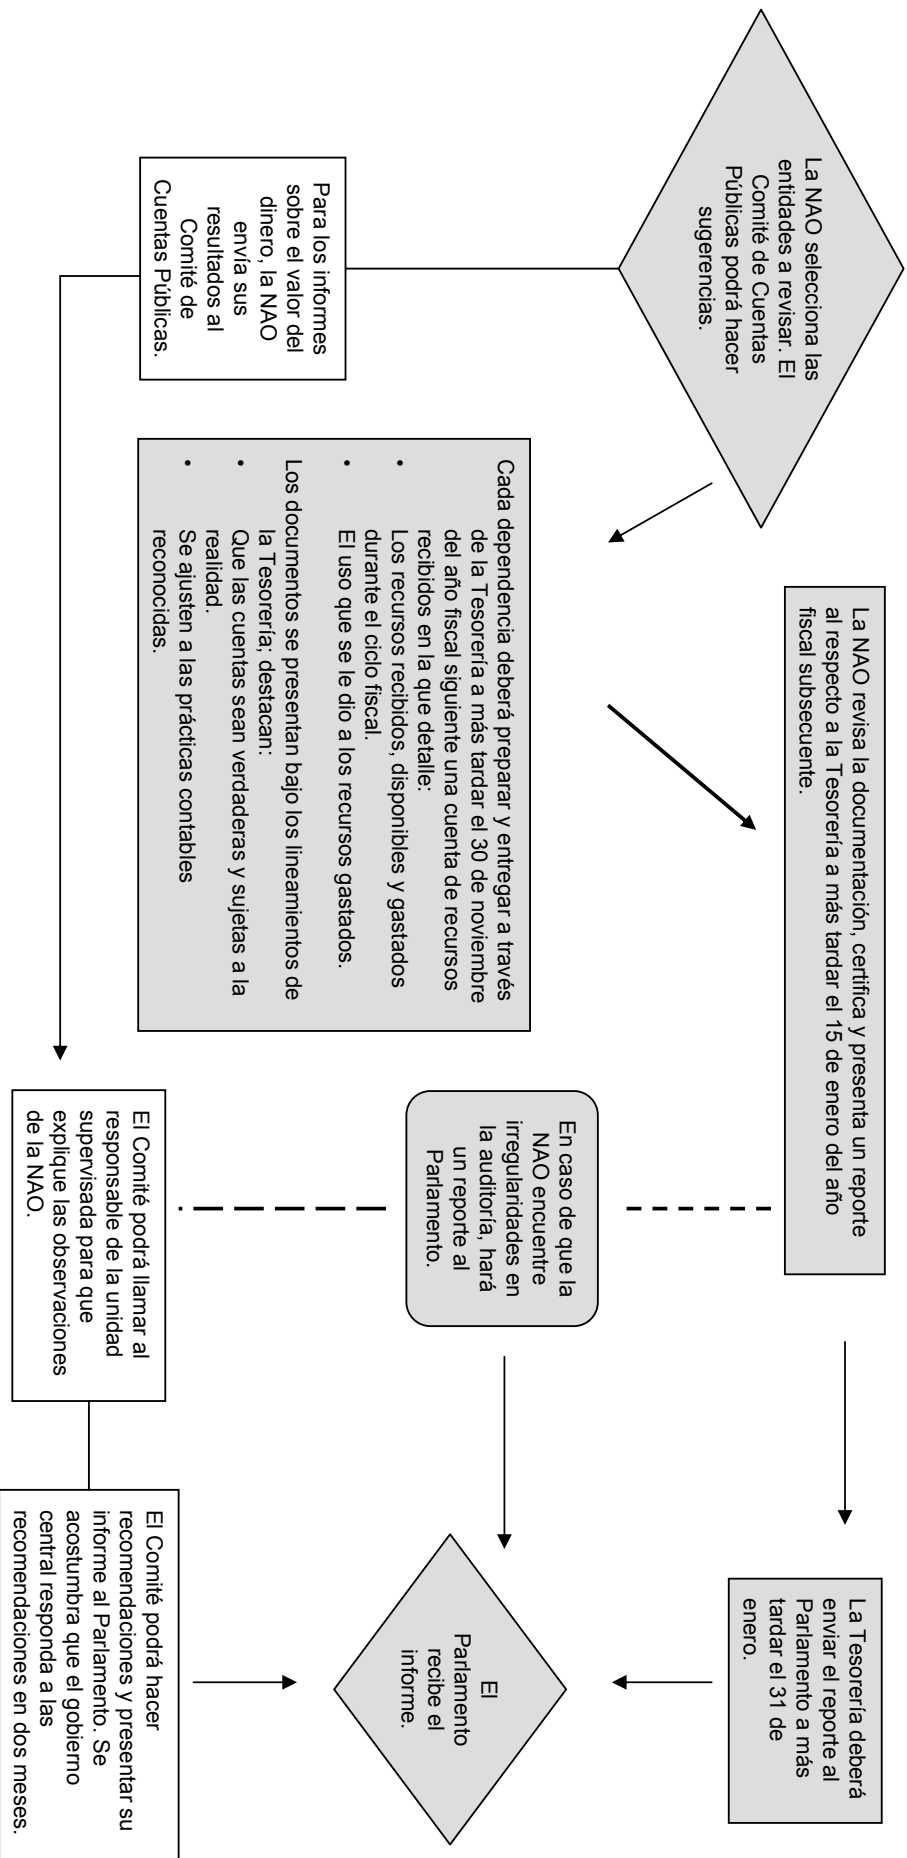 La NAO selecciona las
entidades a revisar. El
Comité de Cuentas
Públicas podrá hacer
sugerencias.
Para los informes
sobre el valor del
dinero, la NAO
envía sus
resultados al
Comité de
Cuentas Públicas.
Cada dependencia deberá preparar y entregar a través
de la Tesorería a más tardar el 30 de noviembre
del año fiscal siguiente una cuenta de recursos
recibidos en la que detalle:
• Los recursos recibidos, disponibles y gastados
durante el ciclo fiscal.
• El uso que se le dio a los recursos gastados.
Los documentos se presentan bajo los lineamientos de
la Tesorería; destacan:
• Que las cuentas sean verdaderas y sujetas a la
realidad.
• Se ajusten a las prácticas contables
reconocidas.
La NAO revisa la documentación, certifica y presenta un reporte
al respecto a la Tesorería a más tardar el 15 de enero del año
fiscal subsecuente.
En caso de que la
NAO encuentre
irregularidades en
la auditoría, hará
un reporte al
Parlamento.
El Comité podrá llamar al
responsable de la unidad
supervisada para que
explique las observaciones
de la NAO.
La Tesorería deberá
enviar el reporte al
Parlamento a más
tardar el 31 de
enero.
El
Parlamento
recibe el
informe.
El Comité podrá hacer
recomendaciones y presentar su
informe al Parlamento. Se
acostumbra que el gobierno
central responda a las
recomendaciones en dos meses.